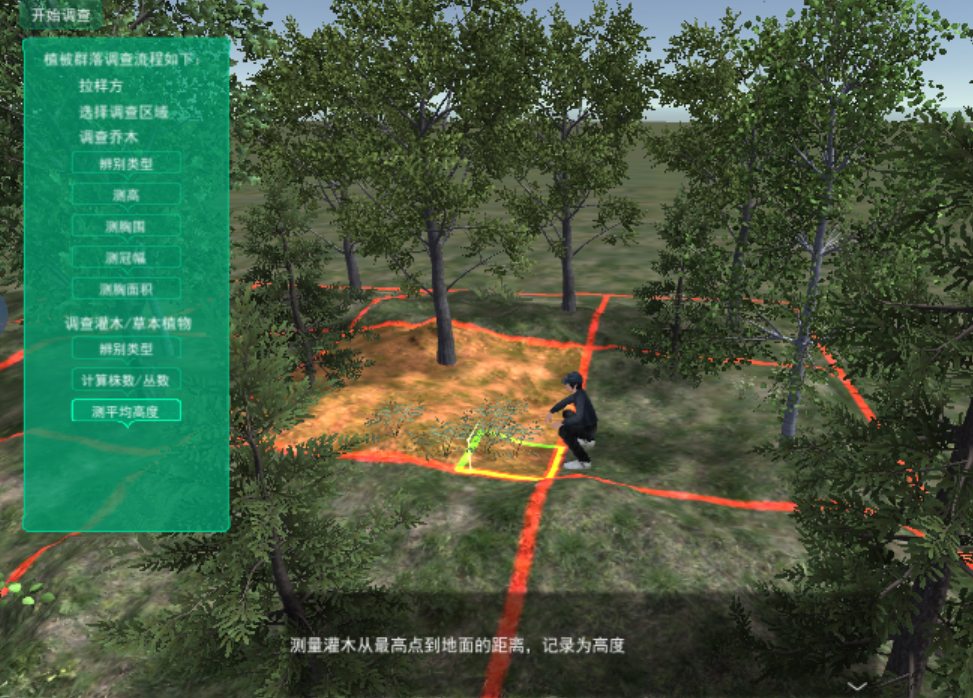 开始调查
植被群落调查流程如下：
拉样方
选择调查区域
调查乔木
辨别类型
测高
测胸围
测冠幅
测胸面积
调查灌木/草本植物
辨别类型
计算株数/丛数
测平均高度
测量灌木从最高点到地面的距离，记录为高度